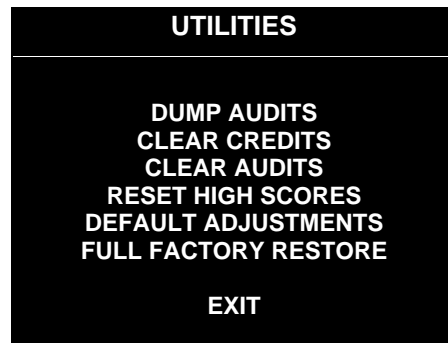 UTILITIES
DUMP AUDITS
CLEAR CREDITS
CLEAR AUDITS
RESET HIGH SCORES
DEFAULT ADJUSTMENTS
FULL FACTORY RESTORE
EXIT